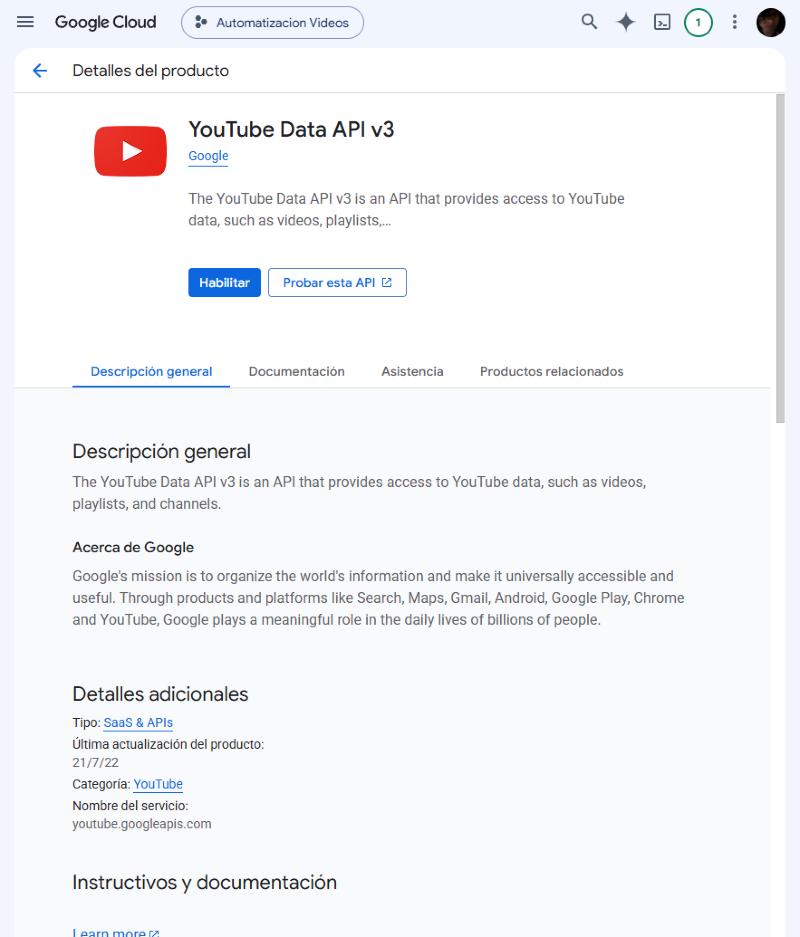 Google Cloud
Automatizacion Videos
1
Detalles del producto
YouTube Data API v3
Google
The YouTube Data API v3 is an API that provides access to YouTube
data, such as videos, playlists,...
Habilitar
Probar esta API
Descripción general
Documentación
Asistencia
Productos relacionados
Descripción general
The YouTube Data API v3 is an API that provides access to YouTube data, such as videos,
playlists, and channels.
Acerca de Google
Google's mission is to organize the world's information and make it universally accessible and
useful. Through products and platforms like Search, Maps, Gmail, Android, Google Play, Chrome
and YouTube, Google plays a meaningful role in the daily lives of billions of people.
Detalles adicionales
Tipo: SaaS & APIs
Última actualización del producto:
21/7/22
Categoría: YouTube
Nombre del servicio:
youtube.googleapis.com
Instructivos y documentación
Learn more